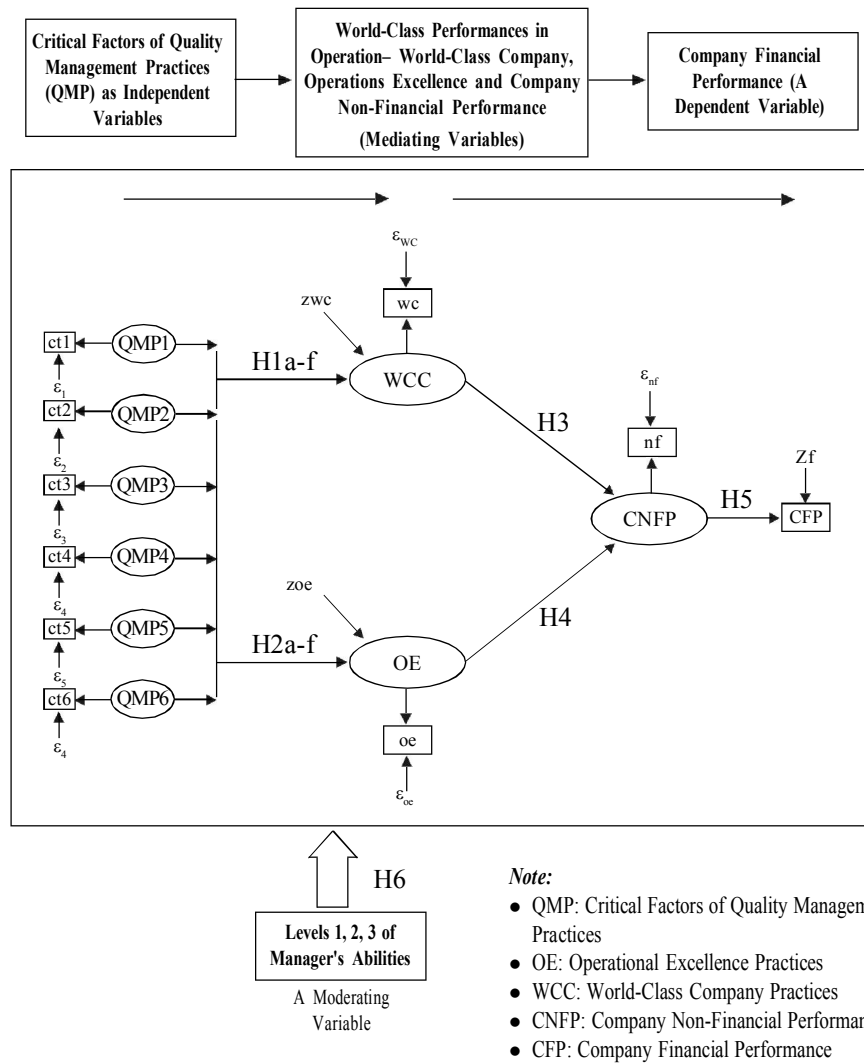 Critical Factors of Quality
Management Practices
(QMP) as Independent
Variables
World-Class Performances in
Operation– World-Class Company,
Operations Excellence and Company
Non-Financial Performance
(Mediating Variables)
Company Financial
Performance (A
Dependent Variable)
εWC
wc
zwc
WCC
H1a-f
ct1
QMP1
ε1
ct2
QMP2
ε2
ct3
QMP3
ε3
ct4
QMP4
ε4
ct5
QMP5
ε5
ct6
QMP6
ε4
H3
εnf
nf
CNFP
H5
Zf
CFP
H4
zoe
H2a-f
OE
oe
εoe
H6
Levels 1, 2, 3 of
Manager's Abilities
A Moderating
Variable
Note:
● QMP: Critical Factors of Quality Managem
Practices
● OE: Operational Excellence Practices
● WCC: World-Class Company Practices
● CNFP: Company Non-Financial Performan
● CFP: Company Financial Performance